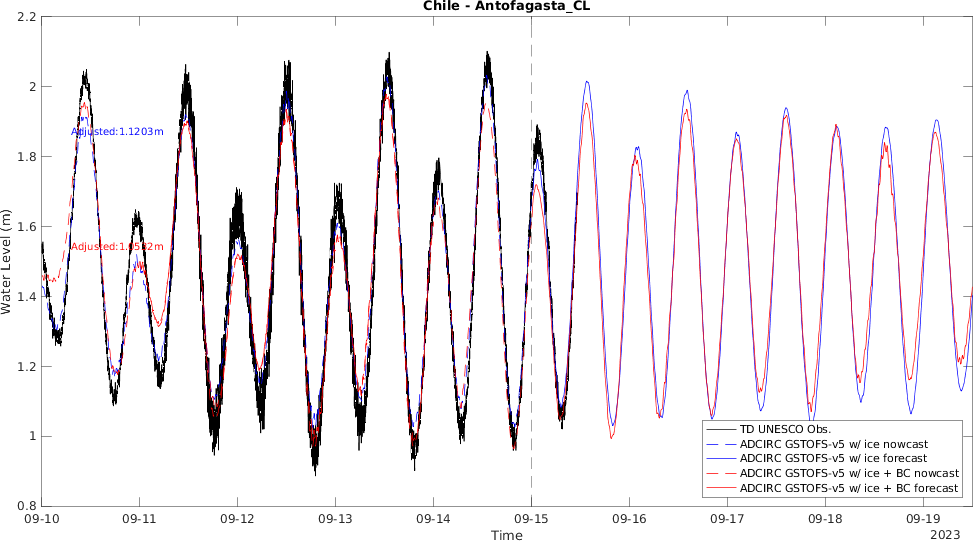 Chile - Antofagasta_CL
Water Level (m)
2.2
2
1.8
1.6
1.4
1.2
1
0.8
Adjusted:1.1203m
TD UNESCO Obs.
ADCIRC GSTOFS-v5 w/ ice nowcast
ADCIRC GSTOFS-v5 w/ ice forecast
ADCIRC GSTOFS-v5 w/ ice + BC nowcast
ADCIRC GSTOFS-v5 w/ ice + BC forecast
09-10 09-11 09-12 09-13 09-14 09-15 09-16 09-17 09-18 09-19
Time
2023